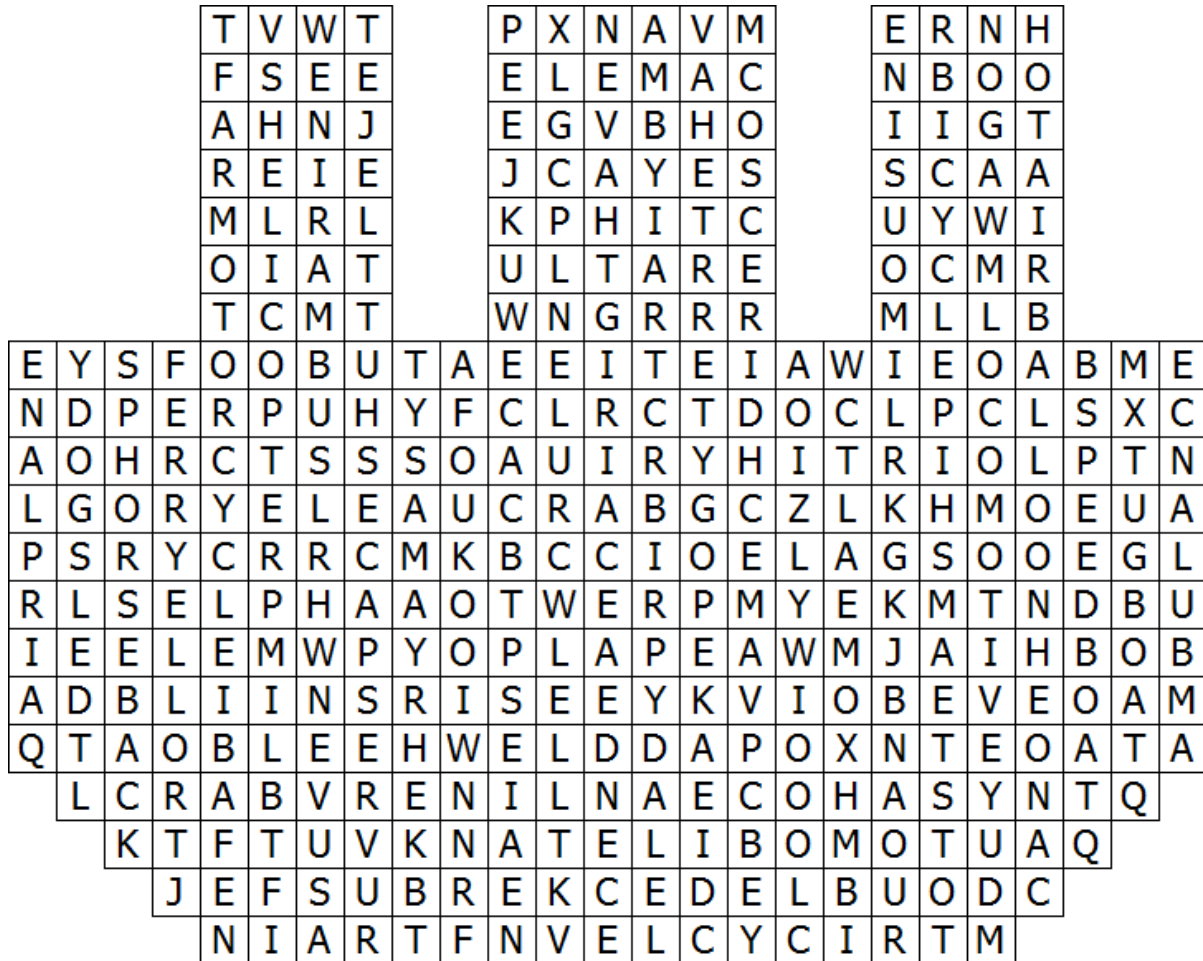 T V W T P X N A V M E R N H
F S E E E L E M A C N B O O
A H N J E G V B H O I I G T
R E I E J C A Y E S S C A A
M L R L K P H I T C U Y W I
O I A T U L T A R E O C M R
T C M T W N G R R R M L L B
E Y S F O O B U T A E E I T E I A W I E O A B M E
N D P E R P U H Y F C L R C T D O C L P C L S X C
A O H R C T S S S O A U I R Y H I T R I O L P T N
L G O R Y E L E A U C R A B G C Z L K H M O E U A
P S R Y C R R C M K B C C I O E L A G S O O E G L
R L S E L P H A A O T W E R P M Y E K M T N D B U
I E E L E M W P Y O P L A P E A W M J A I H B O B
A D B L I I N S R I S E E Y K V I O B E V E O A M
Q T A O B L E E H W E L D D A P O X N T E O A T A
L C R A B V R E N I L N A E C O H A S Y N T Q
K T F T U V K N A T E L I B O M O T U A Q
J E F S U B R E K C E D E L B U O D C
N I A R T F N V E L C Y C I R T M